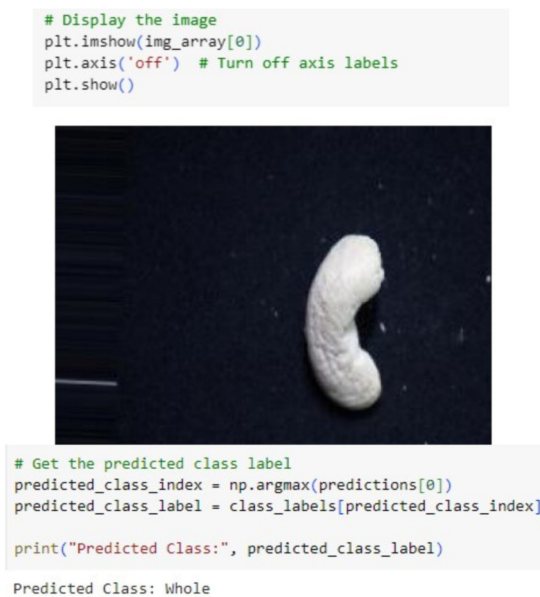 # Display the image
plt.imshow(img_array[0])
plt.axis('off')  # Turn off axis labels
plt.show()
# Get the predicted class label
predicted_class_index = np.argmax(predictions[0])
predicted_class_label = class_labels[predicted_class_index]
print("Predicted Class:", predicted_class_label)
Predicted Class: Whole